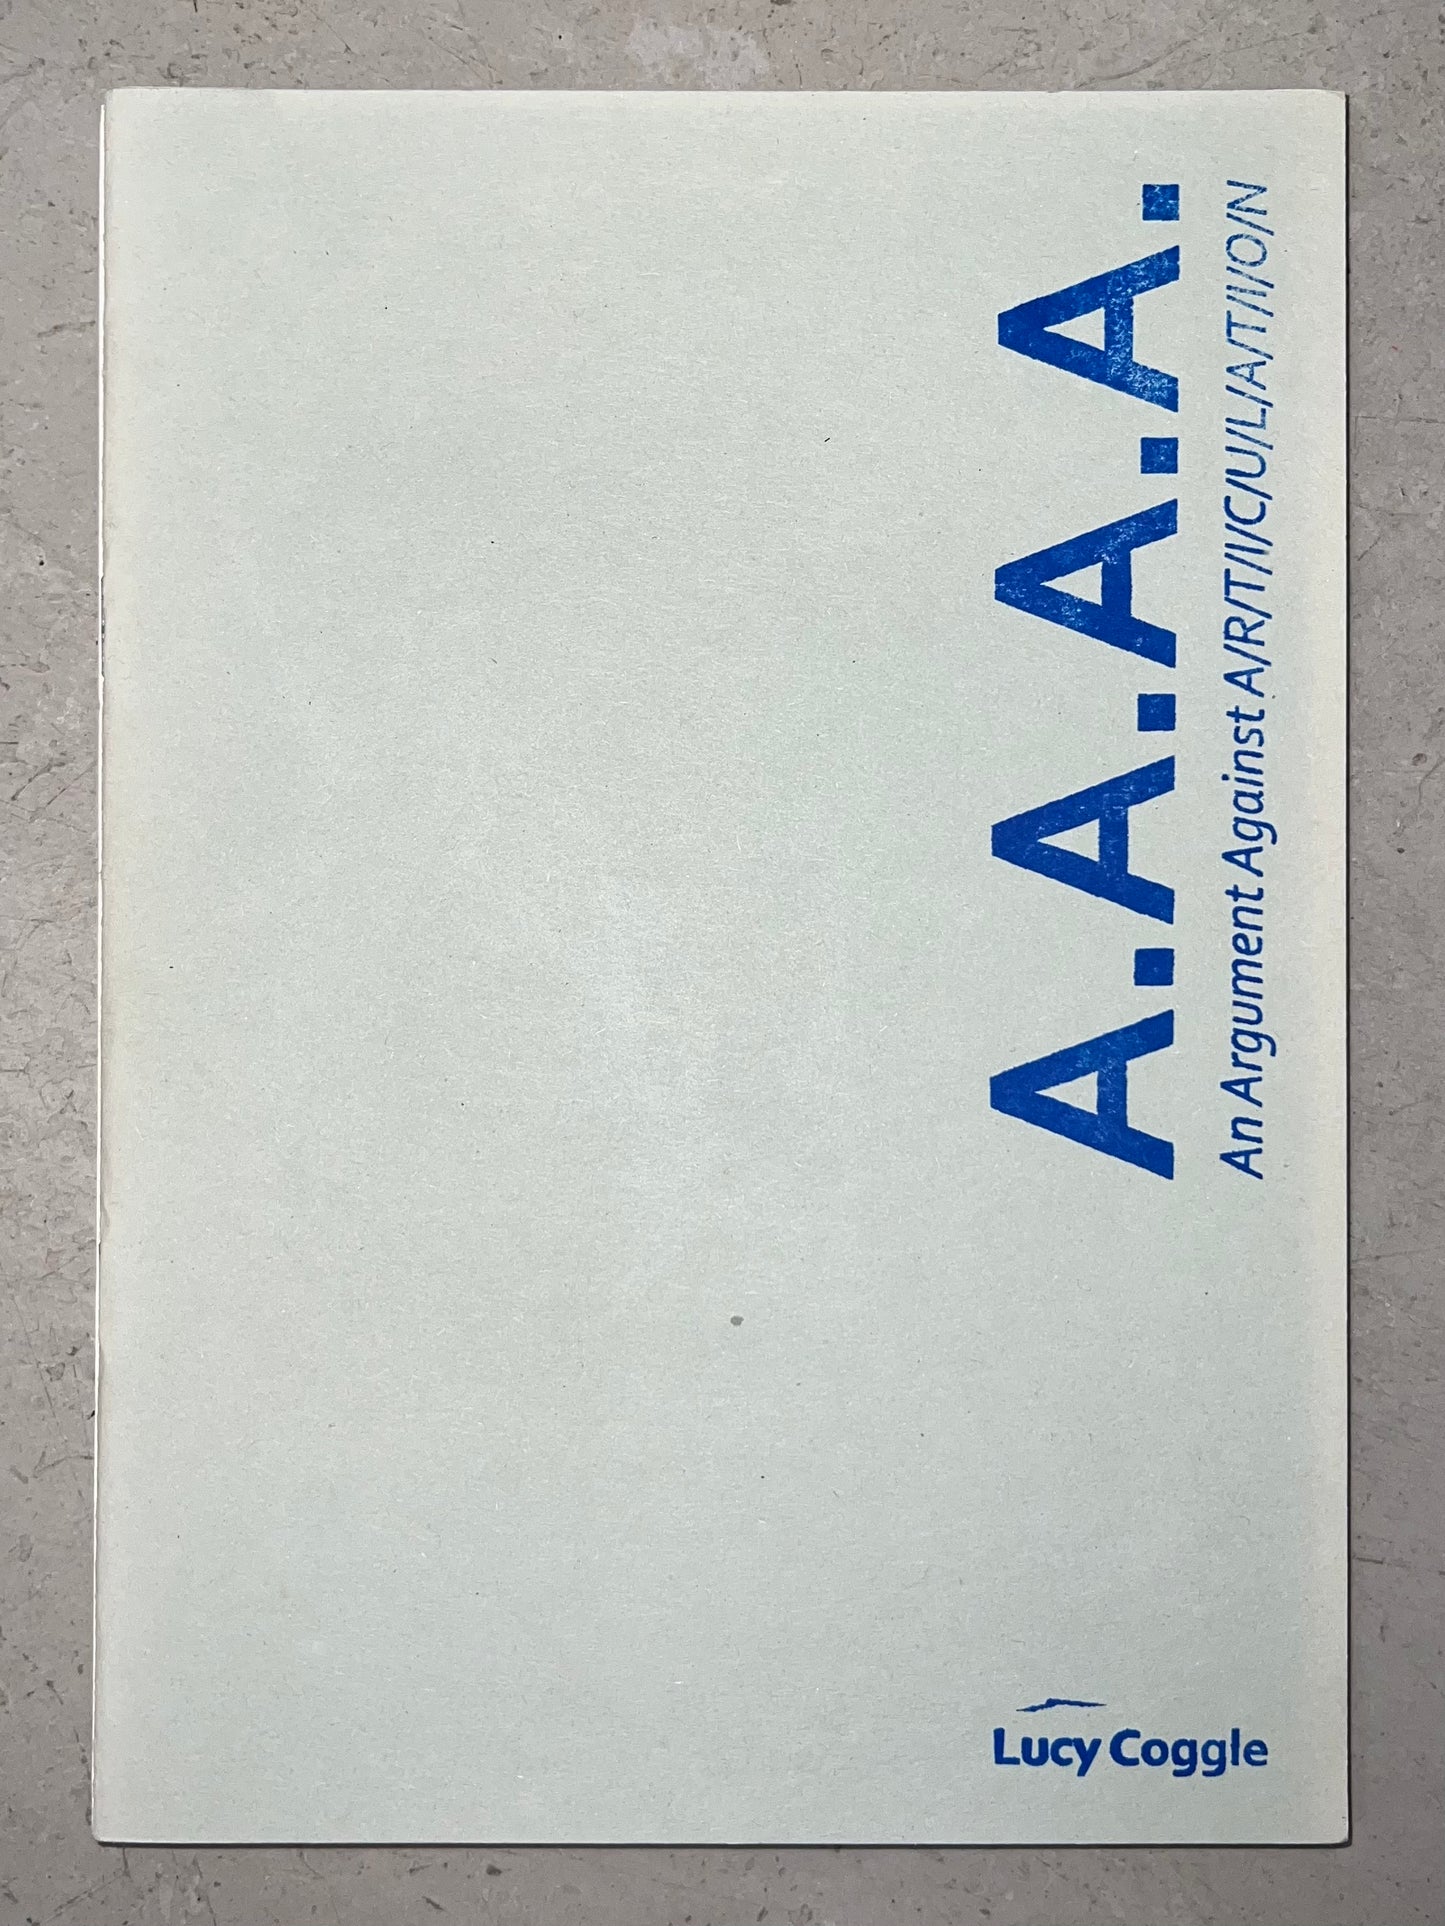 A.A.A.A.
An Argument Against A/R/T/I/C/U/L/A/T/I/O/N
Lucy Coggle